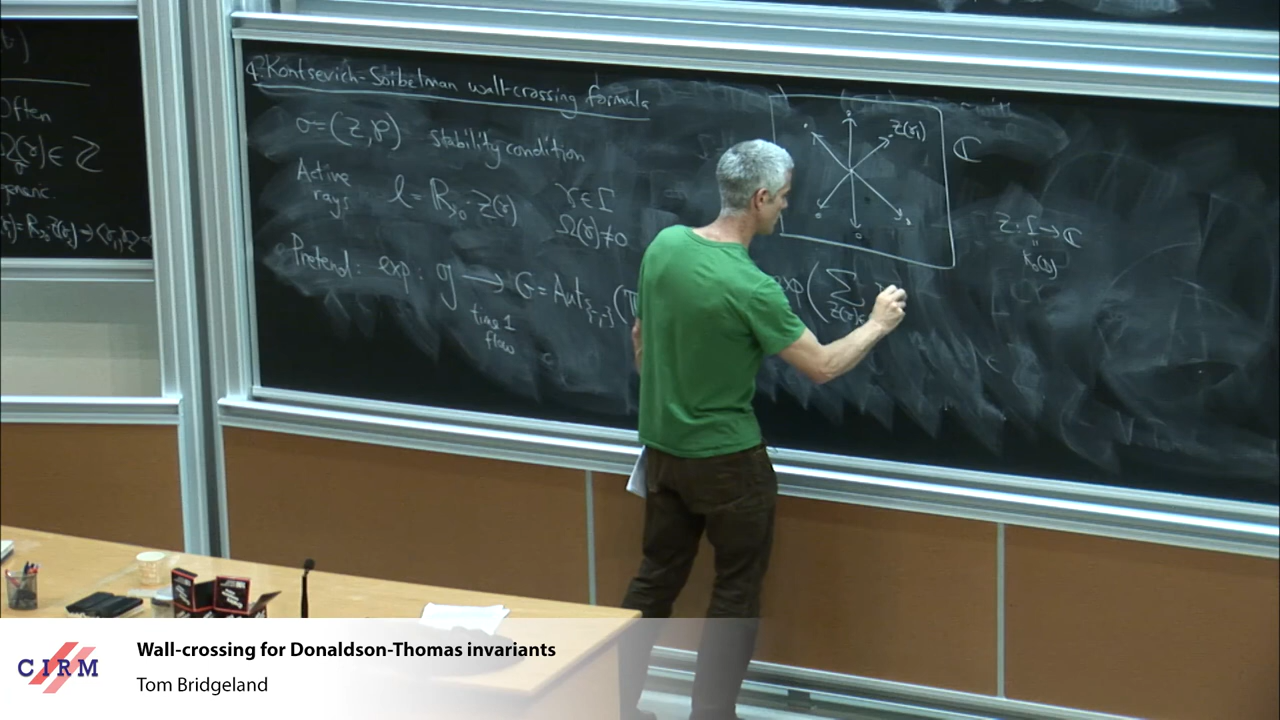 Often
Ω(γ) ∈ Z
generic
4. Kontsevich-Soibelman wall-crossing formula
σ=(Z,P) stability condition
Active rays ℓ = R>0·Z(γ) γ∈Γ Ω(γ)≠0
Pretend: exp: g → G = Aut{-,-}(T
time 1
flow
Z(γ1)
ℂ
Z: Γ→ℂ
exp(∑
CIRM
Wall-crossing for Donaldson-Thomas invariants
Tom Bridgeland